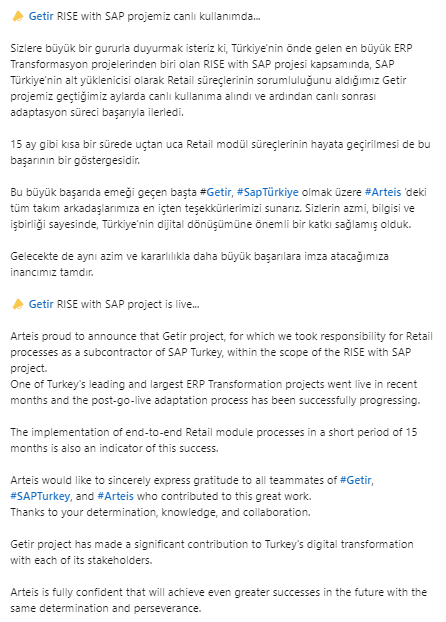 Getir RISE with SAP projemiz canlı kullanımda...
Sizlere büyük bir gururla duyurmak isteriz ki, Türkiye'nin önde gelen en büyük ERP
Transformasyon projelerinden biri olan RISE with SAP projesi kapsamında, SAP
Türkiye'nin alt yüklenicisi olarak Retail süreçlerinin sorumluluğunu aldığımız Getir
projemiz geçtiğimiz aylarda canlı kullanıma alındı ve ardından canlı sonrası
adaptasyon süreci başarıyla ilerledi.
15 ay gibi kısa bir sürede uçtan uca Retail modül süreçlerinin hayata geçirilmesi de bu
başarının bir göstergesidir.
Bu büyük başarıda emeği geçen başta #Getir, #SapTürkiye olmak üzere #Arteis 'deki
tüm takım arkadaşlarımıza en içten teşekkürlerimizi sunarız. Sizlerin azmi, bilgisi ve
işbirliği sayesinde, Türkiye'nin dijital dönüşümüne önemli bir katkı sağlamış olduk.
Gelecekte de aynı azim ve kararlılıkla daha büyük başarılara imza atacağımıza
inancımız tamdır.
Getir RISE with SAP project is live...
Arteis proud to announce that Getir project, for which we took responsibility for Retail
processes as a subcontractor of SAP Turkey, within the scope of the RISE with SAP
project.
One of Turkey's leading and largest ERP Transformation projects went live in recent
months and the post-go-live adaptation process has been successfully progressing.
The implementation of end-to-end Retail module processes in a short period of 15
months is also an indicator of this success.
Arteis would like to sincerely express gratitude to all teammates of #Getir,
#SAPTurkey, and #Arteis who contributed to this great work.
Thanks to your determination, knowledge, and collaboration.
Getir project has made a significant contribution to Turkey's digital transformation
with each of its stakeholders.
Arteis is fully confident that will achieve even greater successes in the future with the
same determination and perseverance.